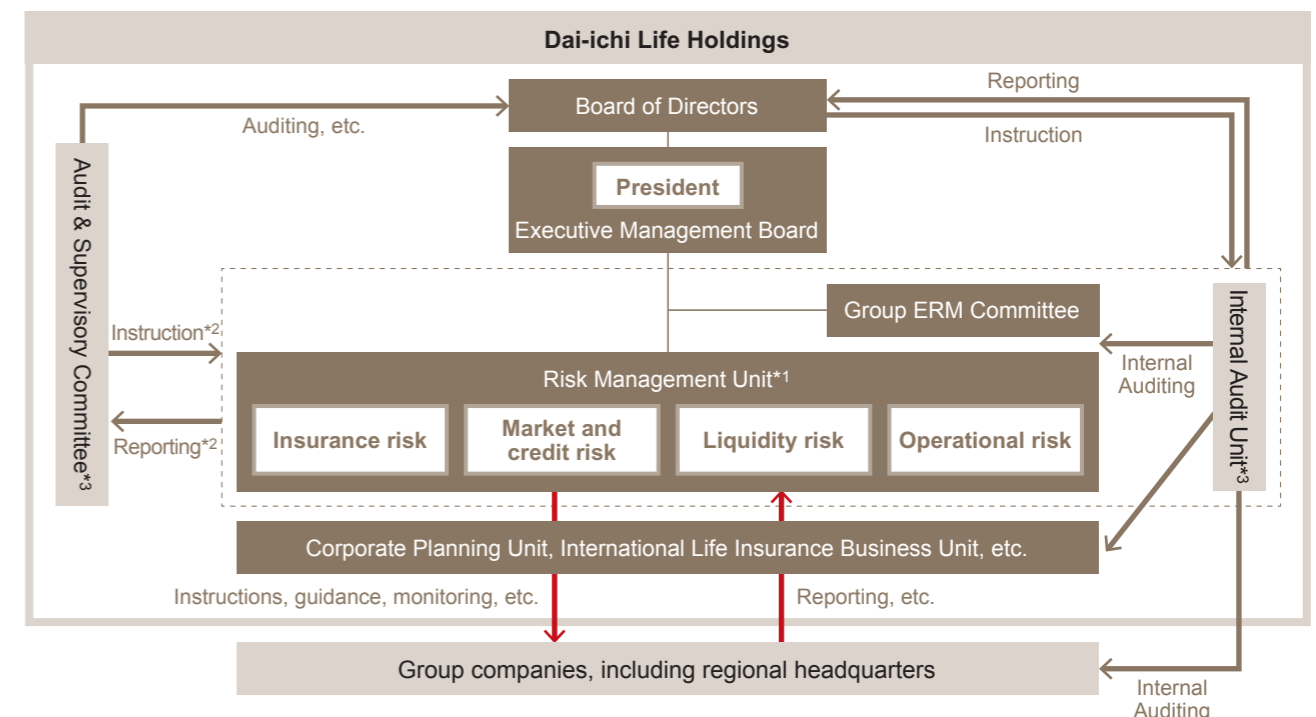 Dai-ichi Life Holdings
Board of Directors
Reporting
Auditing, etc.
Instruction
President
Executive Management Board
Audit & Supervisory Committee*3
Group ERM Committee
Internal Audit Unit*3
Instruction*2
Internal
Auditing
Risk Management Unit*1
Reporting*2
Insurance risk
Market and
credit risk
Liquidity risk
Operational risk
Corporate Planning Unit, International Life Insurance Business Unit, etc.
Instructions, guidance, monitoring, etc.
Reporting, etc.
Group companies, including regional headquarters
Internal
Auditing